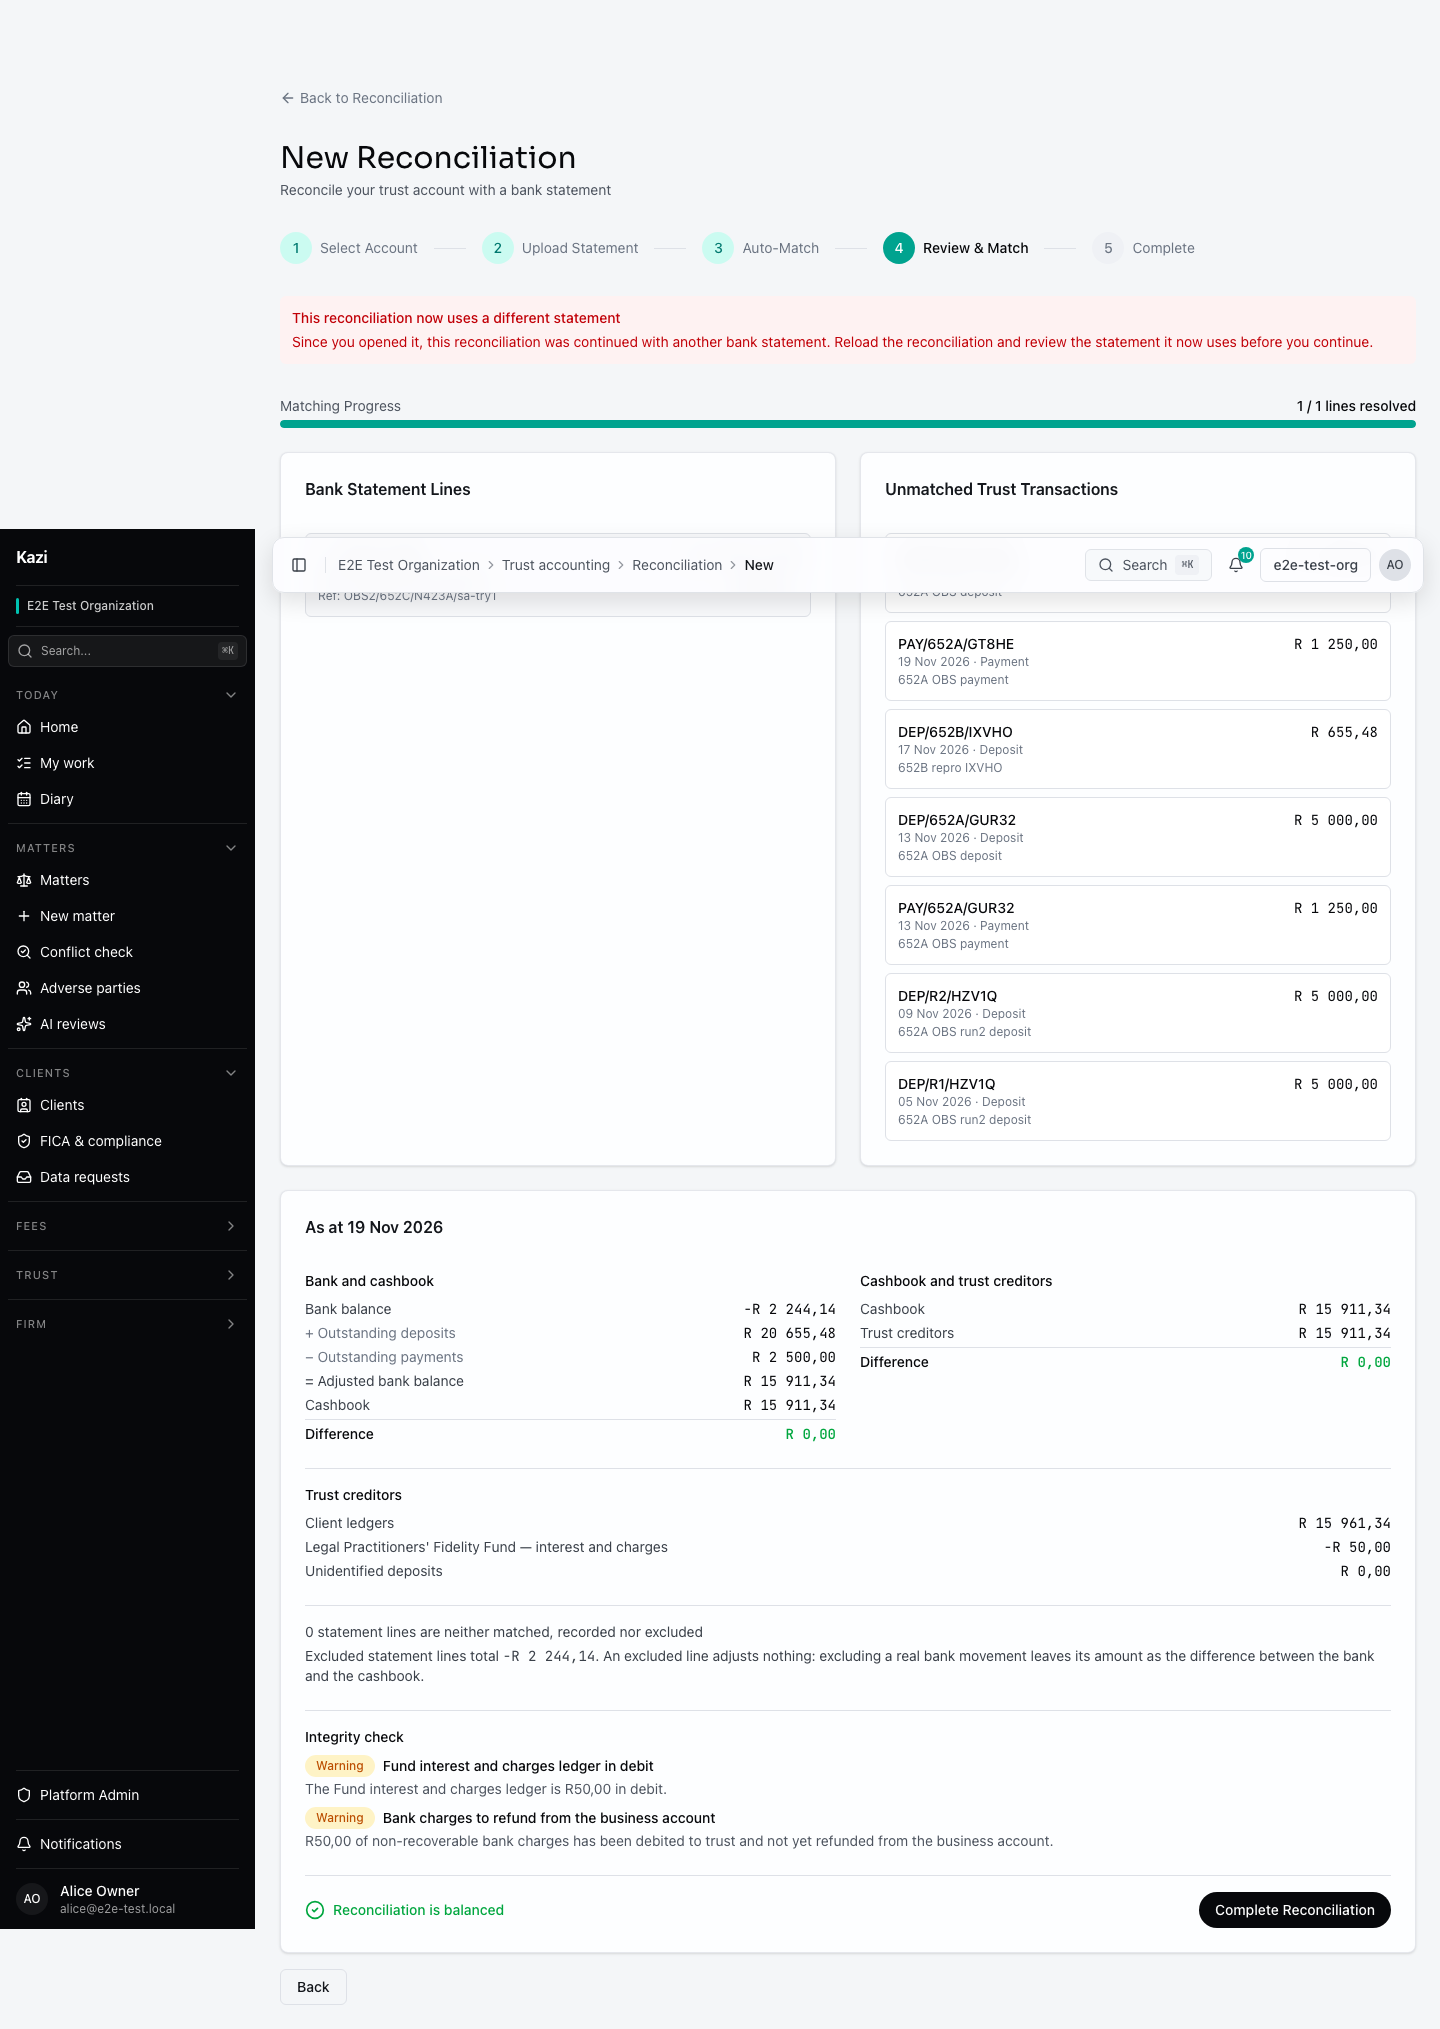 Back to Reconciliation
New Reconciliation
Reconcile your trust account with a bank statement
1 Select Account
2 Upload Statement
3 Auto-Match
4 Review & Match
5 Complete
This reconciliation now uses a different statement
Since you opened it, this reconciliation was continued with another bank statement. Reload the reconciliation and review the statement it now uses before you continue.
Matching Progress
1 / 1 lines resolved
Bank Statement Lines
Ref: OBS2/652C/N423A/sa-try1
Unmatched Trust Transactions
652A OBS deposit
PAY/652A/GT8HE R 1 250,00
19 Nov 2026 · Payment
652A OBS payment
DEP/652B/IXVHO R 655,48
17 Nov 2026 · Deposit
652B repro IXVHO
DEP/652A/GUR32 R 5 000,00
13 Nov 2026 · Deposit
652A OBS deposit
PAY/652A/GUR32 R 1 250,00
13 Nov 2026 · Payment
652A OBS payment
DEP/R2/HZV1Q R 5 000,00
09 Nov 2026 · Deposit
652A OBS run2 deposit
DEP/R1/HZV1Q R 5 000,00
05 Nov 2026 · Deposit
652A OBS run2 deposit
E2E Test Organization > Trust accounting > Reconciliation > New
Search ⌘K
10
e2e-test-org
AO
Kazi
E2E Test Organization
Search... ⌘K
TODAY
Home
My work
Diary
MATTERS
Matters
New matter
Conflict check
Adverse parties
AI reviews
CLIENTS
Clients
FICA & compliance
Data requests
FEES
TRUST
FIRM
Platform Admin
Notifications
AO
Alice Owner
alice@e2e-test.local
As at 19 Nov 2026
Bank and cashbook
Bank balance -R 2 244,14
+ Outstanding deposits R 20 655,48
− Outstanding payments R 2 500,00
= Adjusted bank balance R 15 911,34
Cashbook R 15 911,34
Difference R 0,00
Cashbook and trust creditors
Cashbook R 15 911,34
Trust creditors R 15 911,34
Difference R 0,00
Trust creditors
Client ledgers R 15 961,34
Legal Practitioners' Fidelity Fund — interest and charges -R 50,00
Unidentified deposits R 0,00
0 statement lines are neither matched, recorded nor excluded
Excluded statement lines total -R 2 244,14. An excluded line adjusts nothing: excluding a real bank movement leaves its amount as the difference between the bank
and the cashbook.
Integrity check
Warning Fund interest and charges ledger in debit
The Fund interest and charges ledger is R50,00 in debit.
Warning Bank charges to refund from the business account
R50,00 of non-recoverable bank charges has been debited to trust and not yet refunded from the business account.
Reconciliation is balanced
Complete Reconciliation
Back